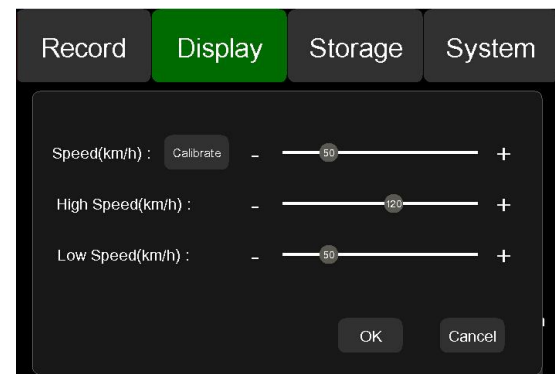 Record Display Storage System
Speed(km/h) : Calibrate - 50 +
High Speed(km/h) : - 120 +
Low Speed(km/h) : - 50 +
OK Cancel